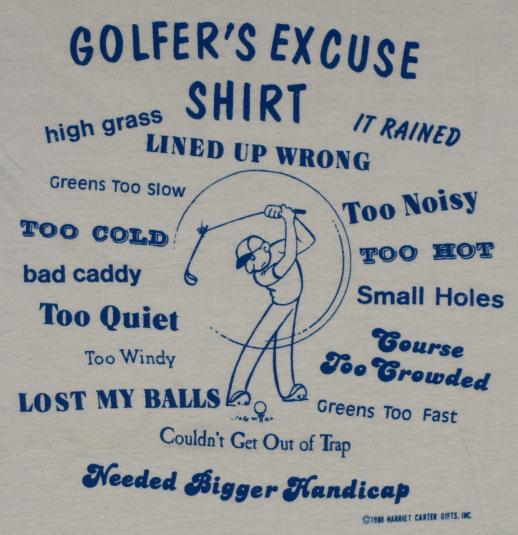 GOLFER'S EXCUSE
SHIRT
high grass
IT RAINED
LINED UP WRONG
Greens Too Slow
Too Noisy
TOO COLD
TOO HOT
bad caddy
Small Holes
Too Quiet
Course
Too Crowded
Too Windy
LOST MY BALLS
Greens Too Fast
Couldn't Get Out of Trap
Needed Bigger Handicap
©1986 HARRIET CARTER GIFTS, INC.